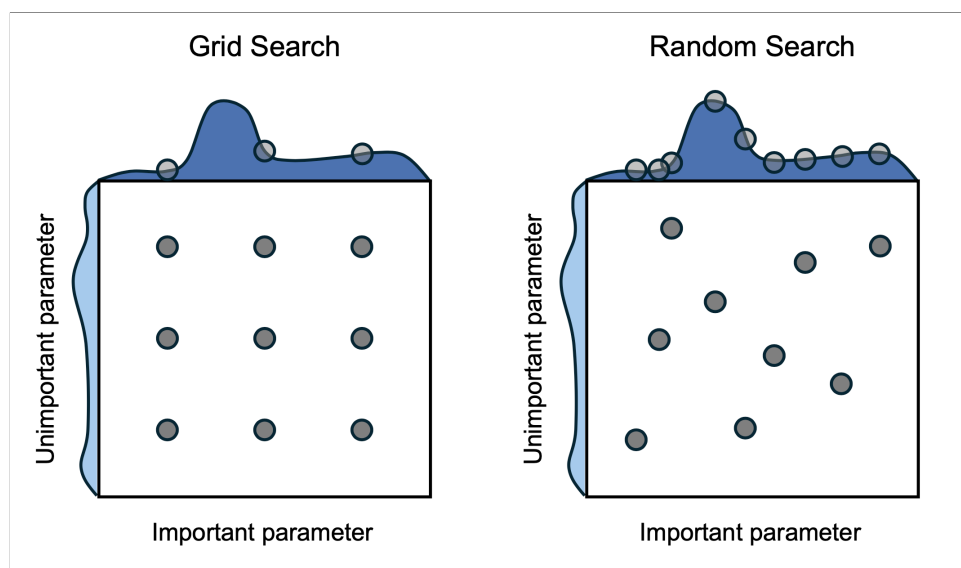 Grid Search
Unimportant parameter
Important parameter
Random Search
Unimportant parameter
Important parameter